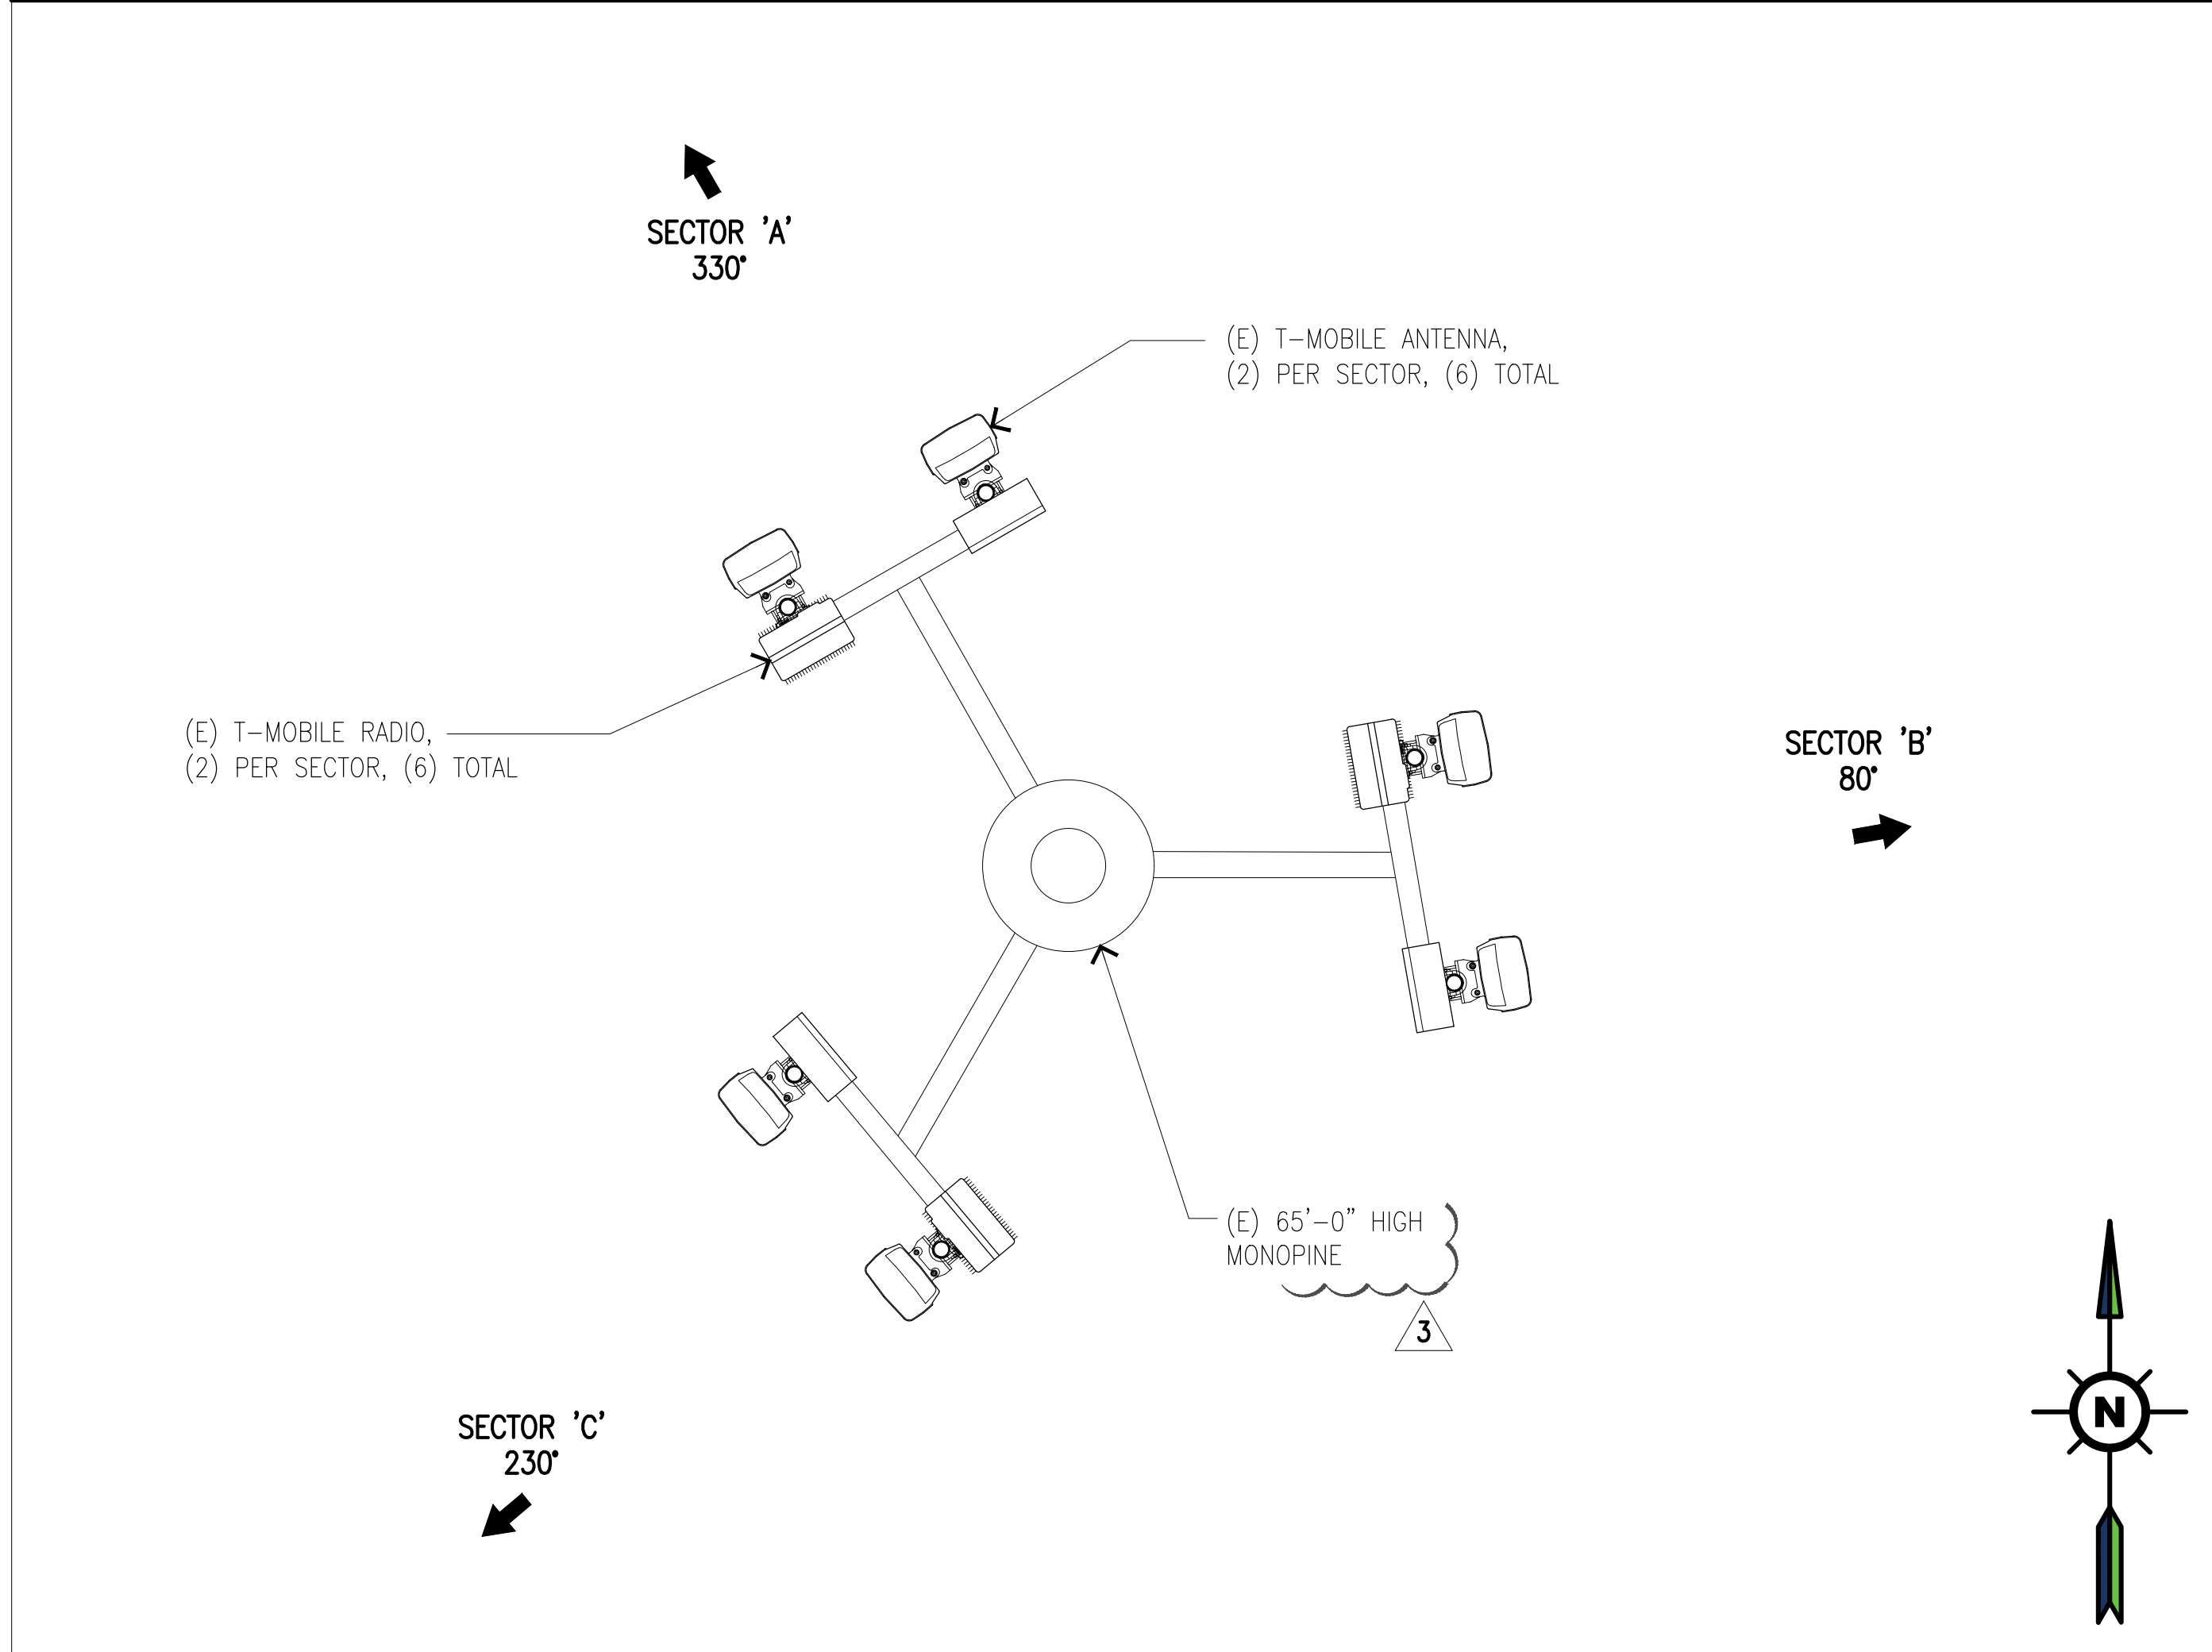 SECTOR 'A'
330°
(E) T-MOBILE ANTENNA,
(2) PER SECTOR, (6) TOTAL
(E) T-MOBILE RADIO,
(2) PER SECTOR, (6) TOTAL
SECTOR 'B'
80°
(E) 65'-0" HIGH
MONOPINE
3
SECTOR 'C'
230°
N